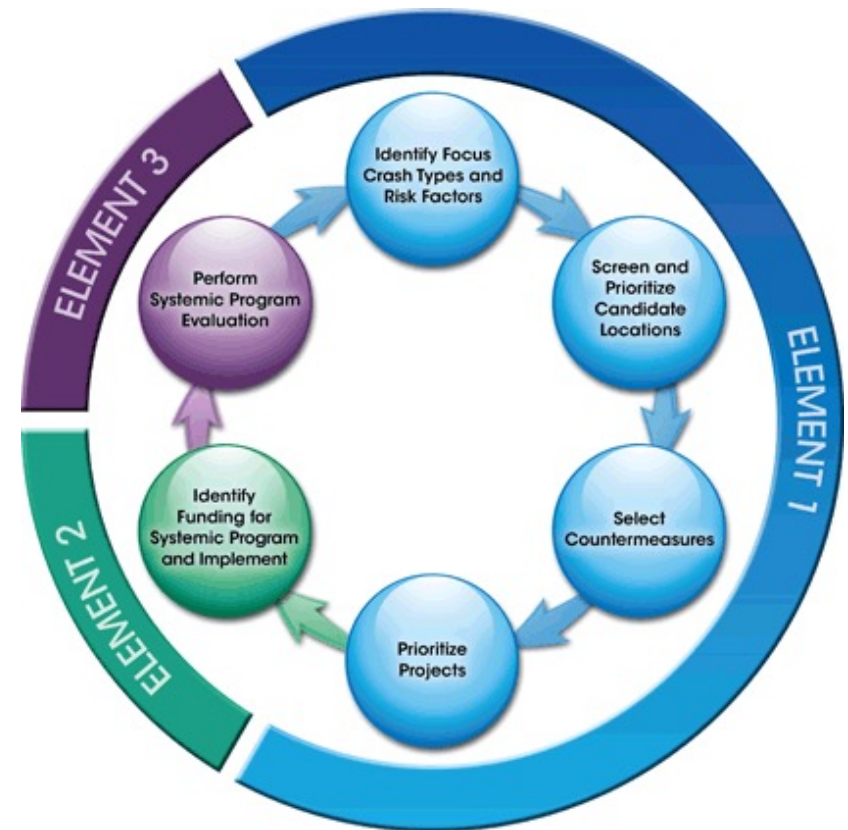 Identify Focus
Crash Types and
Risk Factors
Screen and
Prioritize
Candidate
Locations
Select
Countermeasures
Prioritize
Projects
Identify
Funding for
Systemic Program
and Implement
Perform
Systemic Program
Evaluation
ELEMENT 1
ELEMENT 2
ELEMENT 3